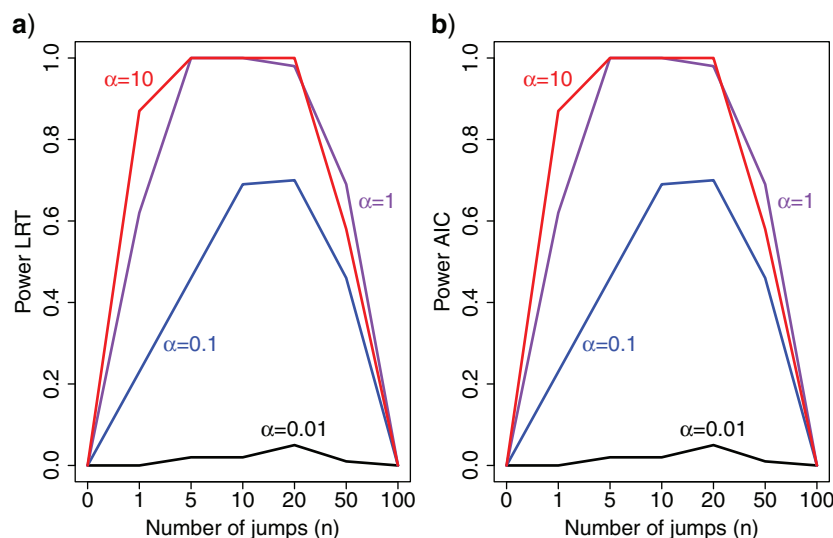 a)
Power LRT
1.0
0.8
0.6
0.4
0.2
0.0
α=10
α=1
α=0.1
α=0.01
0 1 5 10 20 50 100
Number of jumps (n)
b)
Power AIC
1.0
0.8
0.6
0.4
0.2
0.0
α=10
α=1
α=0.1
α=0.01
0 1 5 10 20 50 100
Number of jumps (n)